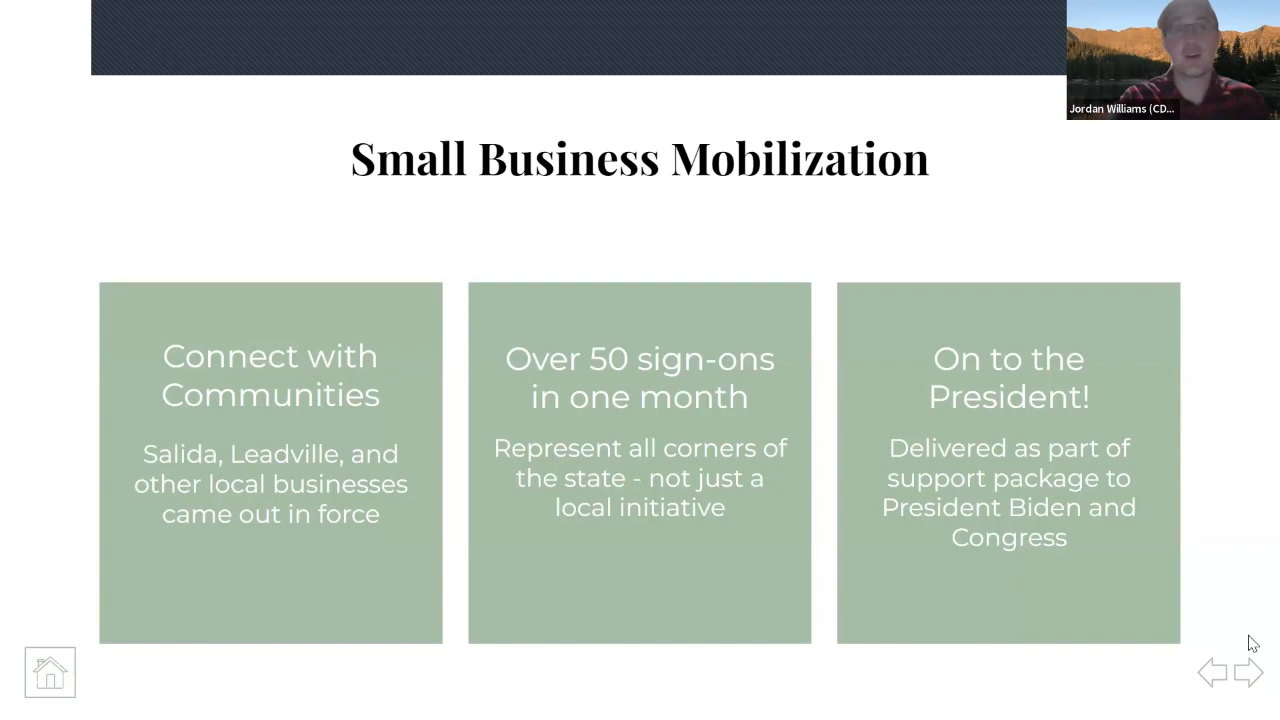 Jordan Williams (CD...
Small Business Mobilization
Connect with
Communities
Salida, Leadville, and
other local businesses
came out in force
Over 50 sign-ons
in one month
Represent all corners of
the state - not just a
local initiative
On to the
President!
Delivered as part of
support package to
President Biden and
Congress